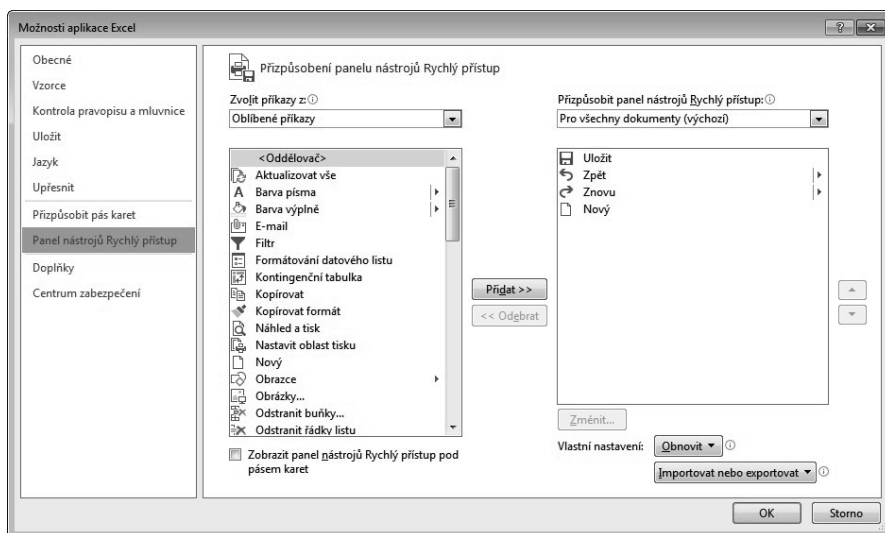 Možnosti aplikace Excel
Obecné
Vzorce
Kontrola pravopisu a mluvnice
Uložit
Jazyk
Upřesnit
Přizpůsobit pás karet
Panel nástrojů Rychlý přístup
Doplňky
Centrum zabezpečení
Přizpůsobení panelu nástrojů Rychlý přístup
Zvolit příkazy z:
Oblíbené příkazy
<Oddělovač>
Aktualizovat vše
Barva písma
Barva výplně
E-mail
Filtr
Formátování datového listu
Kontingenční tabulka
Kopírovat
Kopírovat formát
Náhled a tisk
Nastavit oblast tisku
Nový
Obrazce
Obrázky...
Odstranit buňky...
Odstranit řádky listu
Zobrazit panel nástrojů Rychlý přístup pod
pásem karet
Přidat >>
<< Odebrat
Přizpůsobit panel nástrojů Rychlý přístup:
Pro všechny dokumenty (výchozí)
Uložit
Zpět
Znovu
Nový
Změnit...
Vlastní nastavení: Obnovit
Importovat nebo exportovat
OK Storno